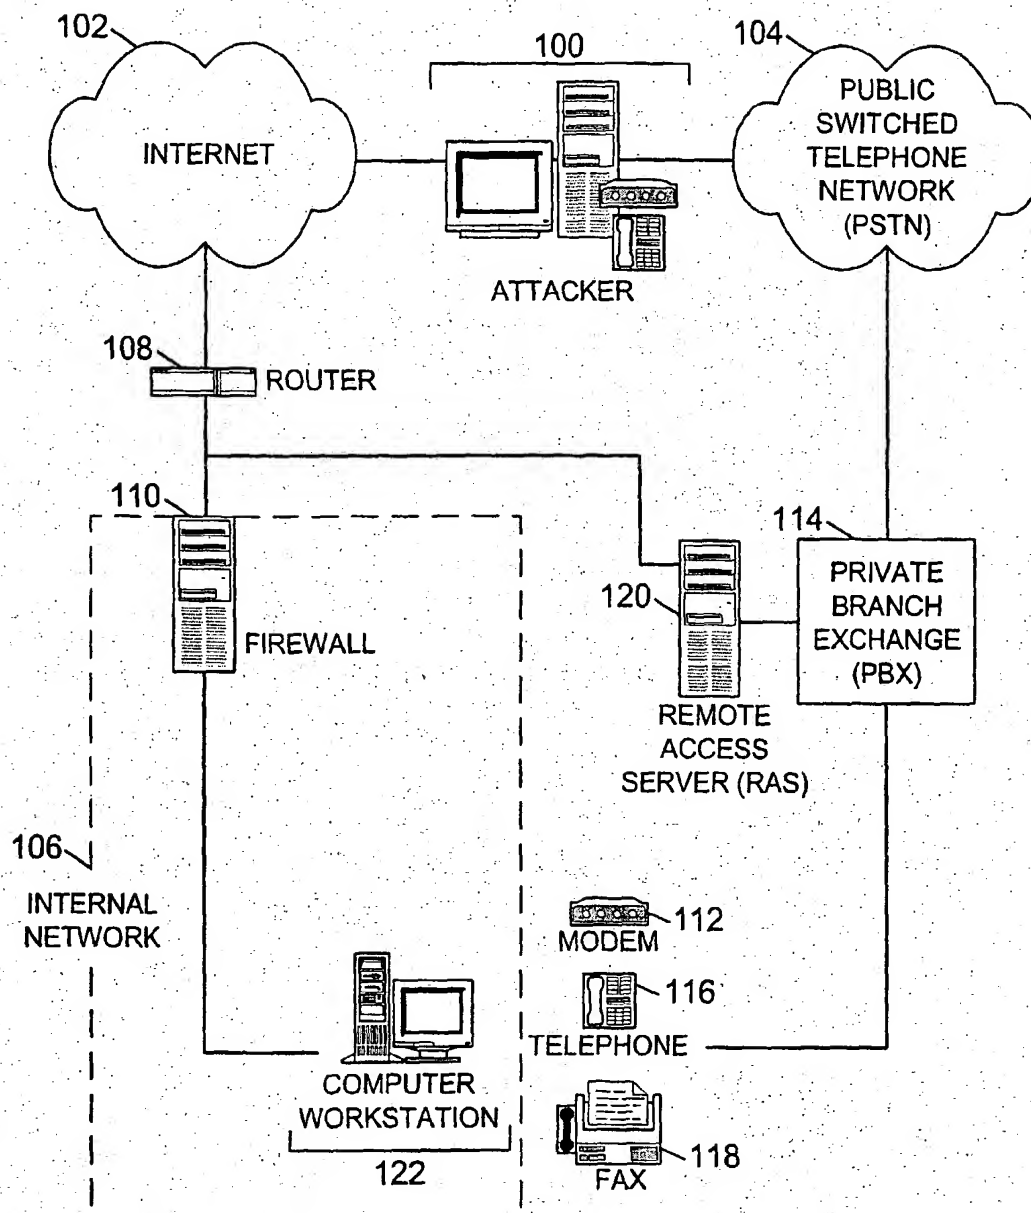 102
100
104
INTERNET
PUBLIC
SWITCHED
TELEPHONE
NETWORK
(PSTN)
ATTACKER
108
ROUTER
110
114
FIREWALL
120
PRIVATE
BRANCH
EXCHANGE
(PBX)
REMOTE
ACCESS
SERVER (RAS)
106
INTERNAL
NETWORK
112
MODEM
116
TELEPHONE
COMPUTER
WORKSTATION
122
118
FAX